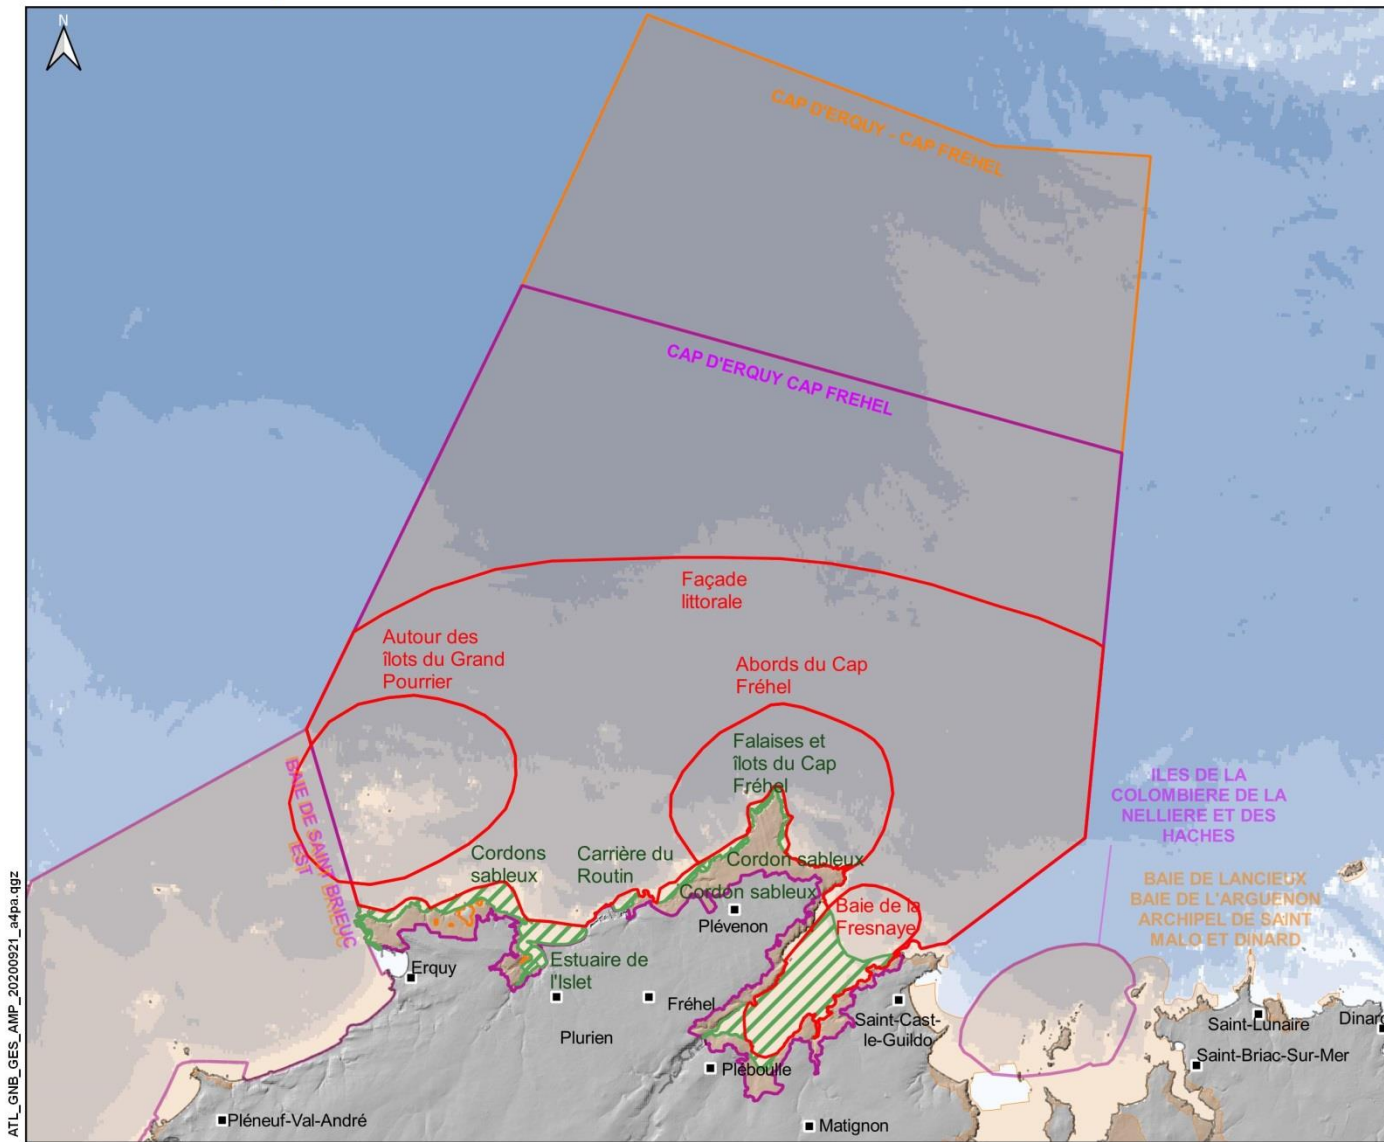 N
CAP D'ERQUY - CAP FREHEL
CAP D'ERQUY CAP FREHEL
Façade
littorale
Autour des
îlots du Grand
Pourrier
Abords du Cap
Fréhel
Falaises et
îlots du Cap
Fréhel
BAIE DE SAINT BRIEUC
EST
ILES DE LA
COLOMBIERE DE LA
NELLIERE ET DES
HACHES
Cordons
sableux
Carrière du
Routin
Cordon sableux
Cordon sableux
BAIE DE LANCIEUX
BAIE DE L'ARGUENON
ARCHIPEL DE SAINT
MALO ET DINARD
Baie de la
Fresnaye
Plévenon
Erquy
Estuaire de
l'Islet
Fréhel
Plurien
Saint-Cast-
le-Guildo
Saint-Lunaire
Dinard
Saint-Briac-Sur-Mer
Pléboulle
Pléneuf-Val-André
Matignon
ATL_GNB_GES_AMP_20200921_a4pa.qgz